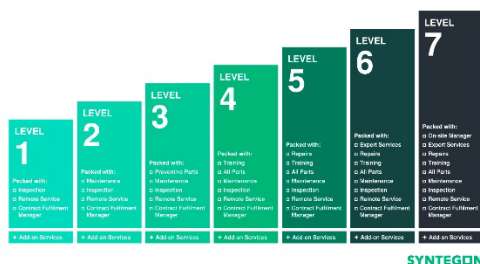 LEVEL
1
Packed with:
Inspection
Remote Service
Contract Fulfilment
Manager
+ Add-on Services
LEVEL
2
Packed with:
Maintenance
Inspection
Remote Service
Contract Fulfilment
Manager
+ Add-on Services
LEVEL
3
Packed with:
Preventive Parts
Maintenance
Inspection
Remote Service
Contract Fulfilment
Manager
+ Add-on Services
LEVEL
4
Packed with:
Training
All Parts
Maintenance
Inspection
Remote Service
Contract Fulfilment
Manager
+ Add-on Services
LEVEL
5
Packed with:
Repairs
Training
All Parts
Maintenance
Inspection
Remote Service
Contract Fulfilment
Manager
+ Add-on Services
LEVEL
6
Packed with:
Expert Services
Repairs
Training
All Parts
Maintenance
Inspection
Remote Service
Contract Fulfilment
Manager
+ Add-on Services
LEVEL
7
Packed with:
On-site Manager
Expert Services
Repairs
Training
All Parts
Maintenance
Inspection
Remote Service
Contract Fulfilment
Manager
+ Add-on Services
SYNTEGON